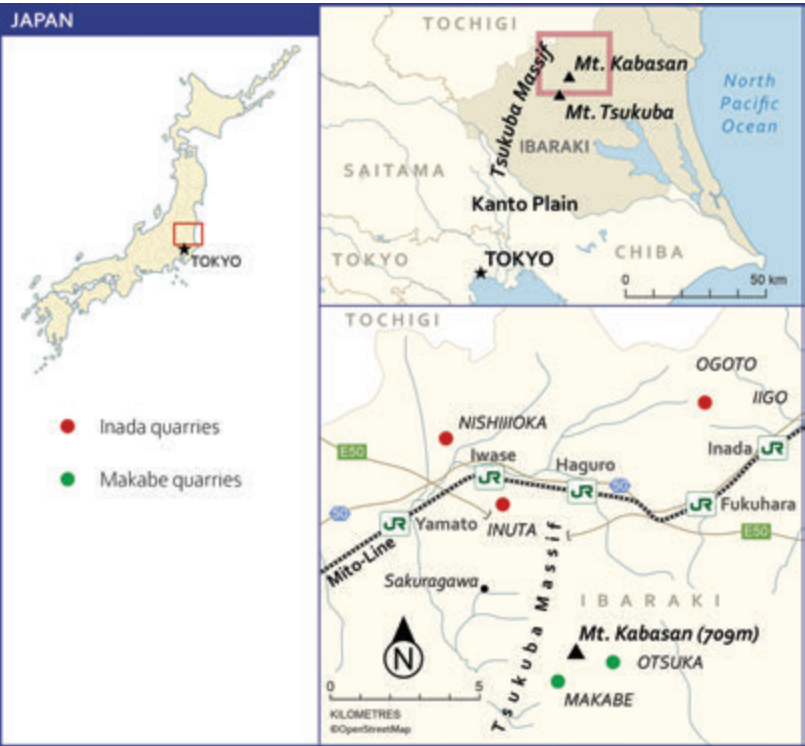 JAPAN
TOKYO
Inada quarries
Makabe quarries
TOCHIGI
Mt. Kabasan
Tsukuba Massif
Mt. Tsukuba
North
Pacific
Ocean
IBARAKI
SAITAMA
Kanto Plain
TOKYO
TOKYO
CHIBA
0 50 km
TOCHIGI
OGOTO
IIGO
NISHIIIOKA
E50
Iwase
JR
Haguro
JR
50
Inada
JR
50
JR
Yamato
INUTA
JR
Fukuhara
E50
Mito-Line
Sakuragawa
Tsukuba Massif
IBARAKI
Mt. Kabasan (709m)
OTSUKA
MAKABE
N
0 5
KILOMETRES
©OpenStreetMap